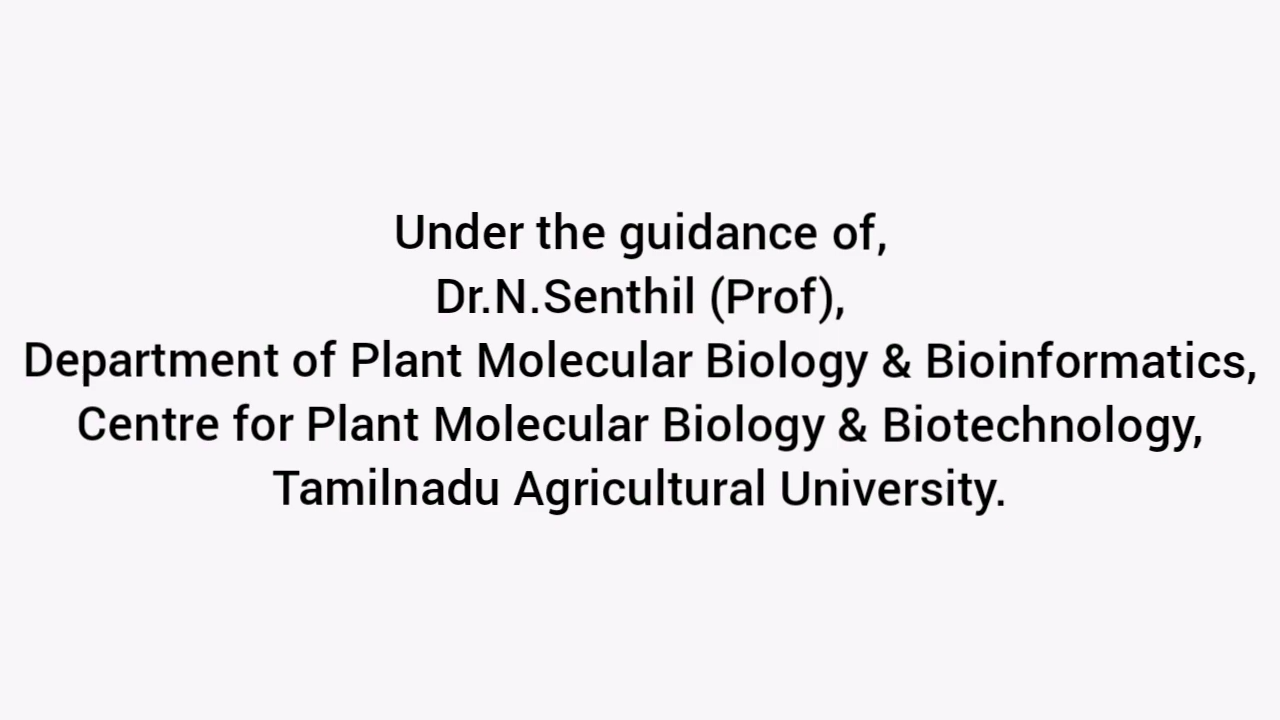 Under the guidance of,
Dr.N.Senthil (Prof),
Department of Plant Molecular Biology & Bioinformatics,
Centre for Plant Molecular Biology & Biotechnology,
Tamilnadu Agricultural University.